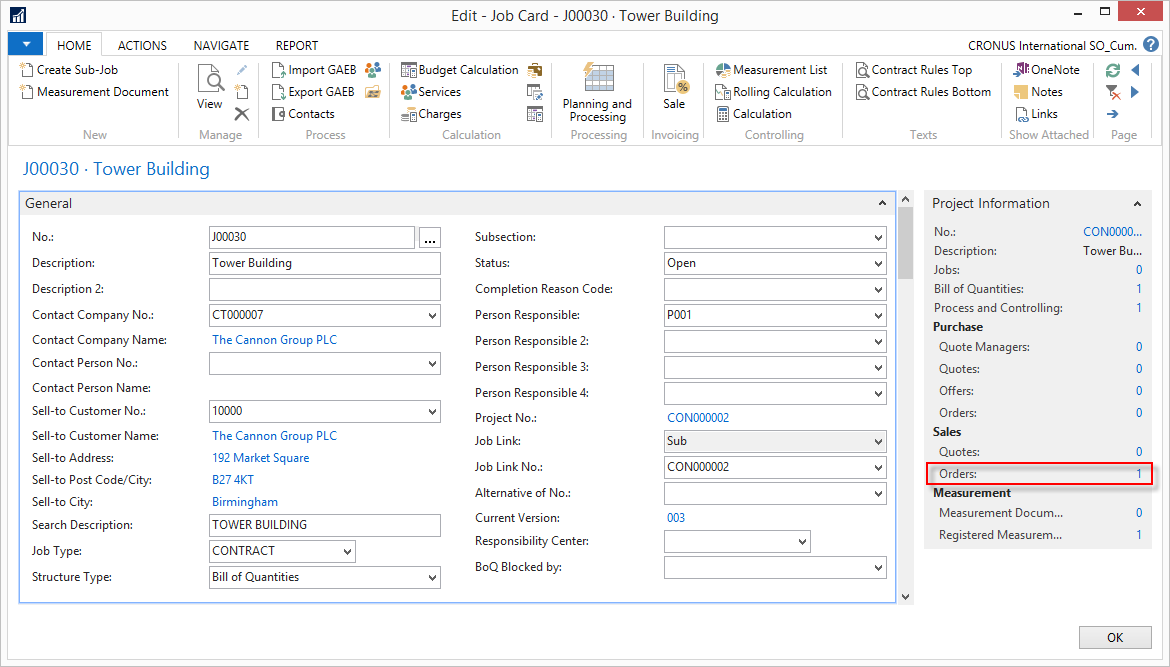 Edit - Job Card - J00030 · Tower Building
HOME ACTIONS NAVIGATE REPORT
CRONUS International SO_Cum.
Create Sub-Job
Measurement Document
New
View
Manage
Import GAEB
Export GAEB
Contacts
Process
Budget Calculation
Services
Charges
Calculation
Planning and
Processing
Processing
Sale
Invoicing
Measurement List
Rolling Calculation
Calculation
Controlling
Contract Rules Top
Contract Rules Bottom
Texts
OneNote
Notes
Links
Show Attached
Page
J00030 · Tower Building
General
No.: J00030 ...
Description: Tower Building
Description 2:
Contact Company No.: CT000007
Contact Company Name: The Cannon Group PLC
Contact Person No.:
Contact Person Name:
Sell-to Customer No.: 10000
Sell-to Customer Name: The Cannon Group PLC
Sell-to Address: 192 Market Square
Sell-to Post Code/City: B27 4KT
Sell-to City: Birmingham
Search Description: TOWER BUILDING
Job Type: CONTRACT
Structure Type: Bill of Quantities
Subsection:
Status: Open
Completion Reason Code:
Person Responsible: P001
Person Responsible 2:
Person Responsible 3:
Person Responsible 4:
Project No.: CON000002
Job Link: Sub
Job Link No.: CON000002
Alternative of No.:
Current Version: 003
Responsibility Center:
BoQ Blocked by:
Project Information
No.: CON0000...
Description: Tower Bu...
Jobs: 0
Bill of Quantities: 1
Process and Controlling: 1
Purchase
Quote Managers: 0
Quotes: 0
Offers: 0
Orders: 0
Sales
Quotes: 0
Orders: 1
Measurement
Measurement Docum... 0
Registered Measurem... 1
OK